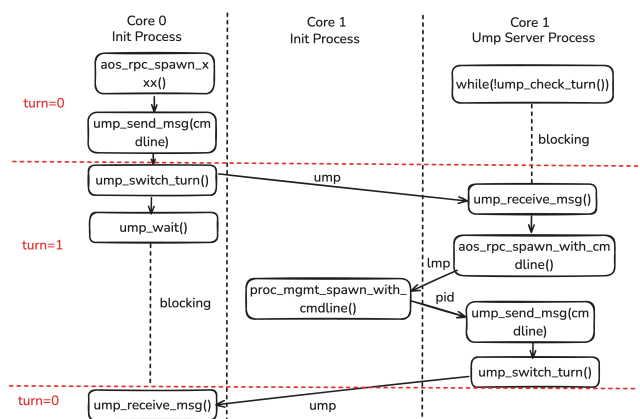 Core 0
Init Process
Core 1
Init Process
Core 1
Ump Server Process
aos_rpc_spawn_x
xx()
while(!ump_check_turn())
turn=0
ump_send_msg(cm
dline)
blocking
ump_switch_turn()
ump
ump_receive_msg()
ump_wait()
turn=1
aos_rpc_spawn_with_cm
dline()
lmp
proc_mgmt_spawn_with_
cmdline()
pid
blocking
ump_send_msg(cm
dline)
ump_switch_turn()
turn=0
ump_receive_msg()
ump